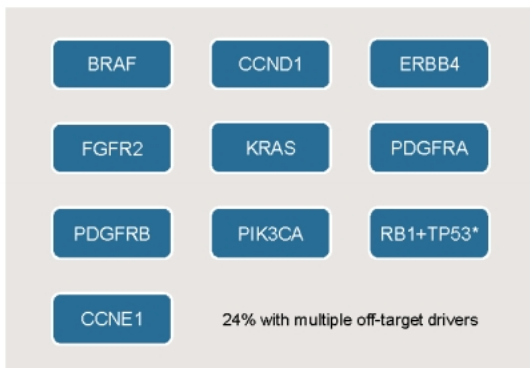 BRAF CCND1 ERBB4
FGFR2 KRAS PDGFRA
PDGFRB PIK3CA RB1+TP53*
CCNE1 24% with multiple off-target drivers